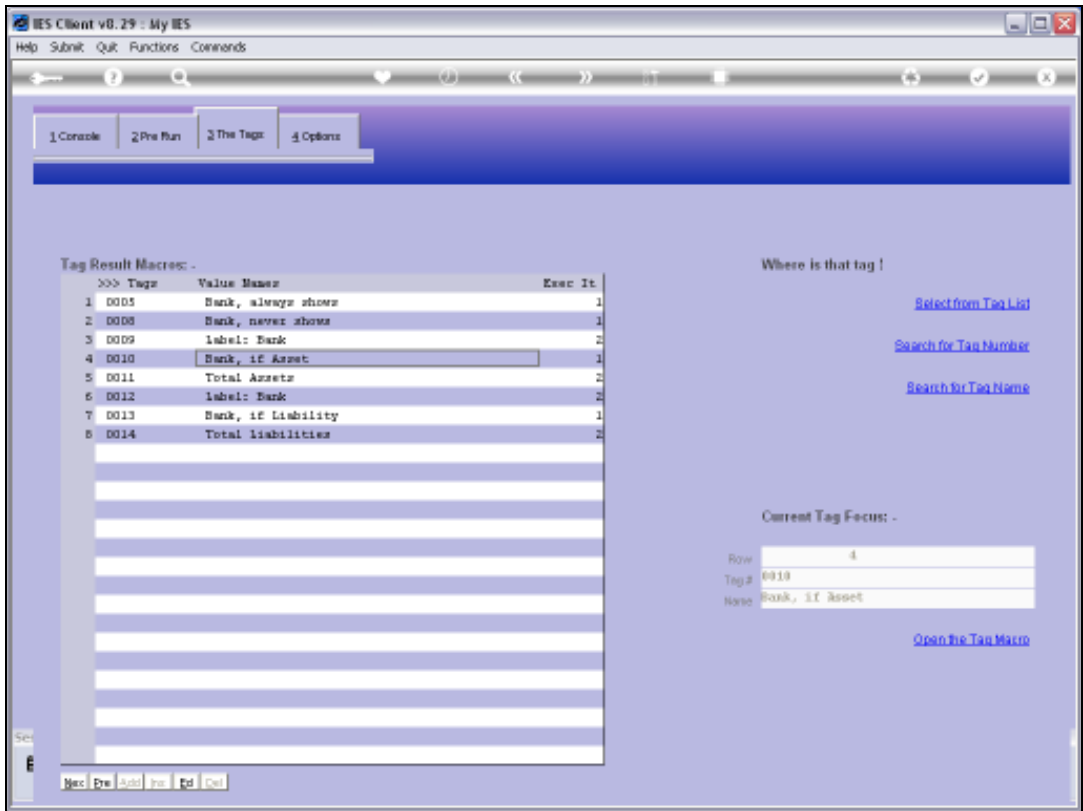 IES Client v8.29 : My IES
Help Submit Quit Functions Commands
1 Console 2 Pre Run 3 The Tags 4 Options
Tag Result Macros: -
>>> Tags Value Names Exec It
1 0005 Bank, always shows 1
2 0008 Bank, never shows 1
3 0009 label: Bank 2
4 0010 Bank, if Asset 1
5 0011 Total Assets 2
6 0012 label: Bank 2
7 0013 Bank, if Liability 1
8 0014 Total liabilities 2
Where is that tag !
Select from Tag List
Search for Tag Number
Search for Tag Name
Current Tag Focus: -
Row 4
Tag # 0010
Name Bank, if Asset
Open the Tag Macro
Ses
Nex Pre Add Ins Ed Del